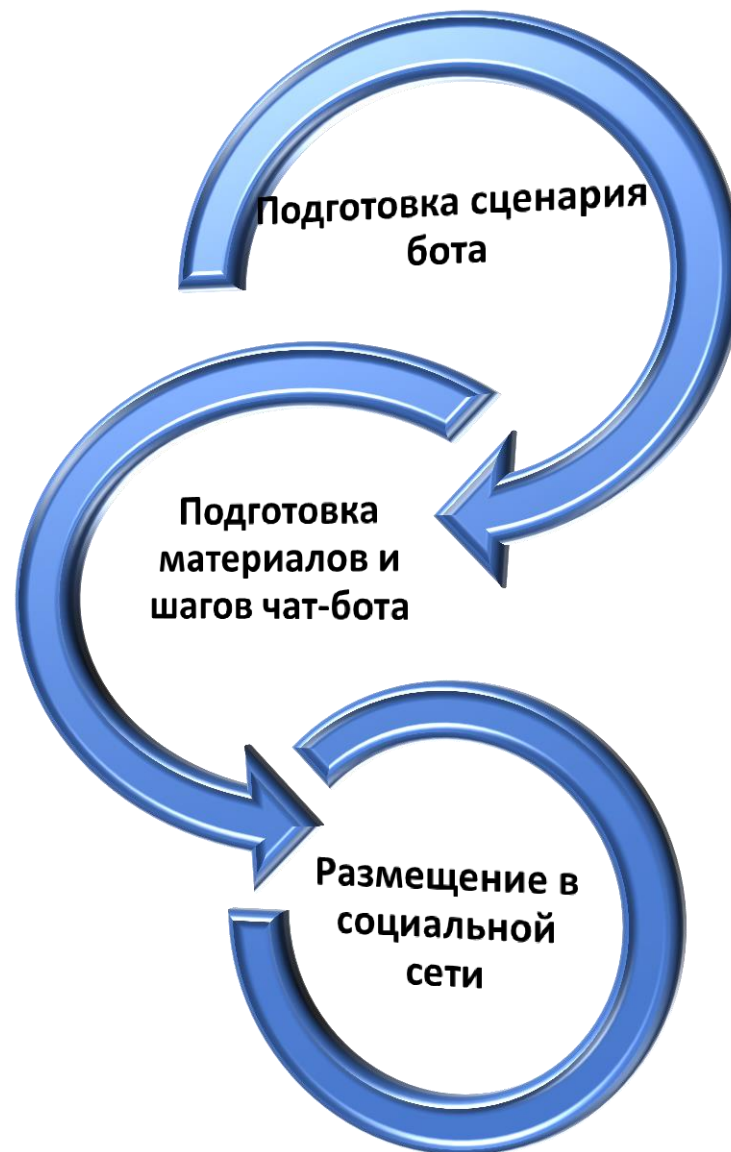 Подготовка сценария
бота
Подготовка
материалов и
шагов чат-бота
Размещение в
социальной
сети